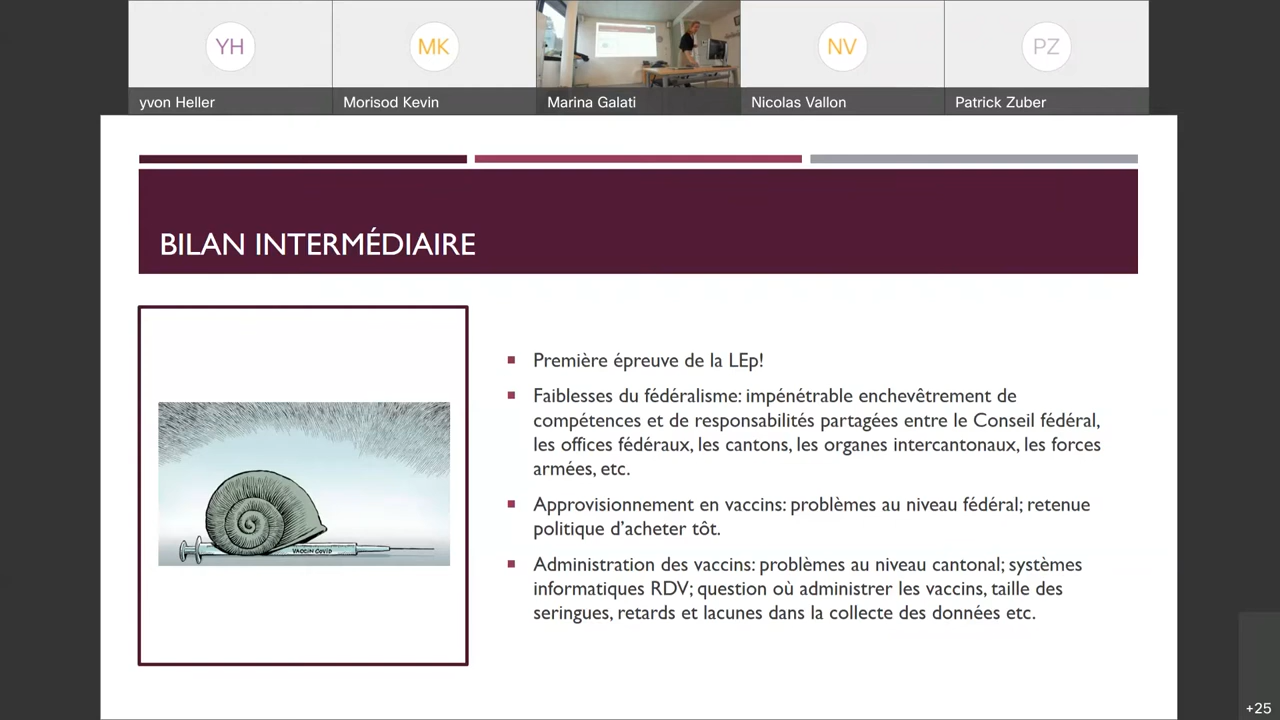 YH
MK
NV
PZ
yvon Heller
Morisod Kevin
Marina Galati
Nicolas Vallon
Patrick Zuber
BILAN INTERMÉDIAIRE
Première épreuve de la LEp!
Faiblesses du fédéralisme: impénétrable enchevêtrement de
compétences et de responsabilités partagées entre le Conseil fédéral,
les offices fédéraux, les cantons, les organes intercantonaux, les forces
armées, etc.
Approvisionnement en vaccins: problèmes au niveau fédéral; retenue
politique d'acheter tôt.
Administration des vaccins: problèmes au niveau cantonal; systèmes
informatiques RDV; question où administrer les vaccins, taille des
seringues, retards et lacunes dans la collecte des données etc.
VACCIN COVID
+25